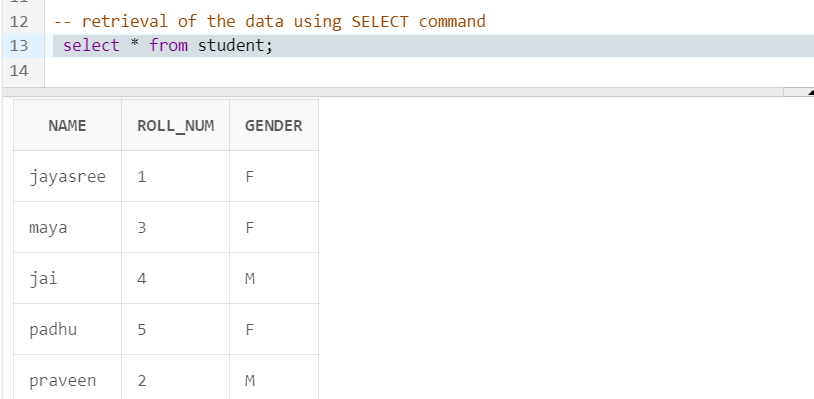 12 -- retrieval of the data using SELECT command
13 select * from student;
14
NAME ROLL_NUM GENDER
jayasree 1 F
maya 3 F
jai 4 M
padhu 5 F
praveen 2 M